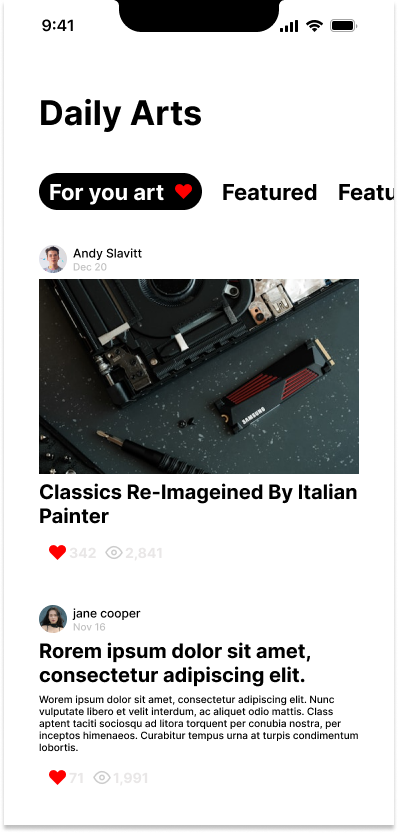 9:41
Daily Arts
For you art
Featured
Featu
Andy Slavitt
Dec 20
SAMSUNG
Classics Re-Imageined By Italian
Painter
342
2,841
jane cooper
Nov 16
Rorem ipsum dolor sit amet,
consectetur adipiscing elit.
Worem ipsum dolor sit amet, consectetur adipiscing elit. Nunc
vulputate libero et velit interdum, ac aliquet odio mattis. Class
aptent taciti sociosqu ad litora torquent per conubia nostra, per
inceptos himenaeos. Curabitur tempus urna at turpis condimentum
lobortis.
71
1,991